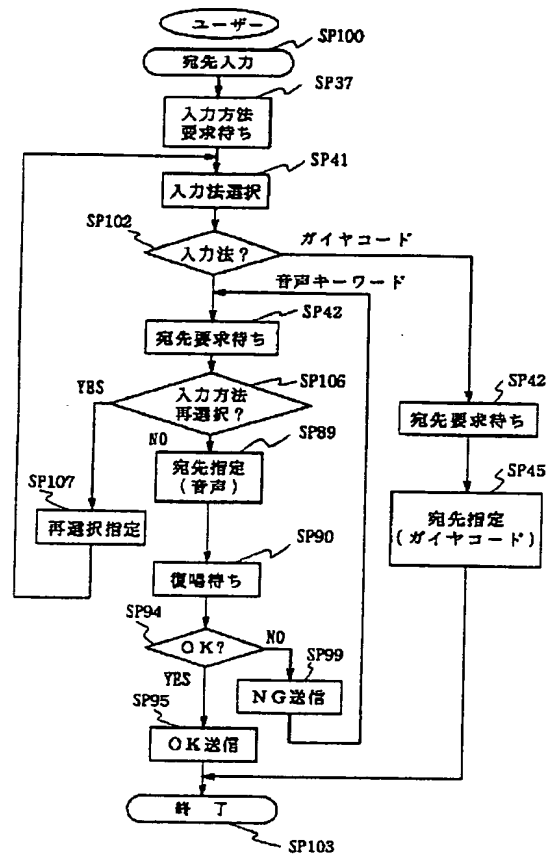 ユーザー
SP100
宛先入力
SP37
入力方法
要求待ち
SP41
入力法選択
SP102
入力法?
ガイヤコード
音声キーワード
SP42
宛先要求待ち
SP106
YES
入力方法
再選択?
SP42
宛先要求待ち
NO
SP89
宛先指定
(音声)
SP107
再選択指定
SP45
宛先指定
(ガイヤコード)
SP90
復唱待ち
SP94
OK?
NO
SP99
NG送信
YES
SP95
OK送信
終了
SP103